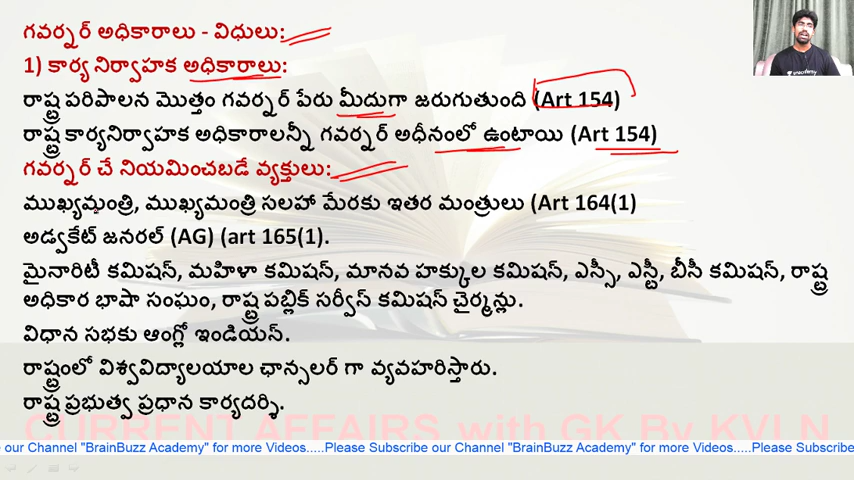 గవర్నర్ అధికారాలు - విధులు:
1) కార్య నిర్వాహక అధికారాలు:
రాష్ట్ర పరిపాలన మొత్తం గవర్నర్ పేరు మీదుగా జరుగుతుంది (Art 154)
రాష్ట్ర కార్యనిర్వాహక అధికారాలన్నీ గవర్నర్ అధీనంలో ఉంటాయి (Art 154)
గవర్నర్ చే నియమించబడే వ్యక్తులు:
ముఖ్యమంత్రి, ముఖ్యమంత్రి సలహా మేరకు ఇతర మంత్రులు (Art 164(1)
అడ్వకేట్ జనరల్ (AG) (art 165(1).
మైనారిటీ కమిషన్, మహిళా కమిషన్, మానవ హక్కుల కమిషన్, ఎస్సీ, ఎస్టీ, బీసీ కమిషన్, రాష్ట్ర
అధికార భాషా సంఘం, రాష్ట్ర పబ్లిక్ సర్వీస్ కమిషన్ చైర్మన్లు.
విధాన సభకు ఆంగ్లో ఇండియన్.
రాష్ట్రంలో విశ్వవిద్యాలయాల ఛాన్సలర్ గా వ్యవహరిస్తారు.
రాష్ట్ర ప్రభుత్వ ప్రధాన కార్యదర్శి.
CURRENT AFFAIRS with GK By KVLN
e our Channel "BrainBuzz Academy" for more Videos.....Please Subscribe our Channel "BrainBuzz Academy" for more Videos.....Please Subscribe